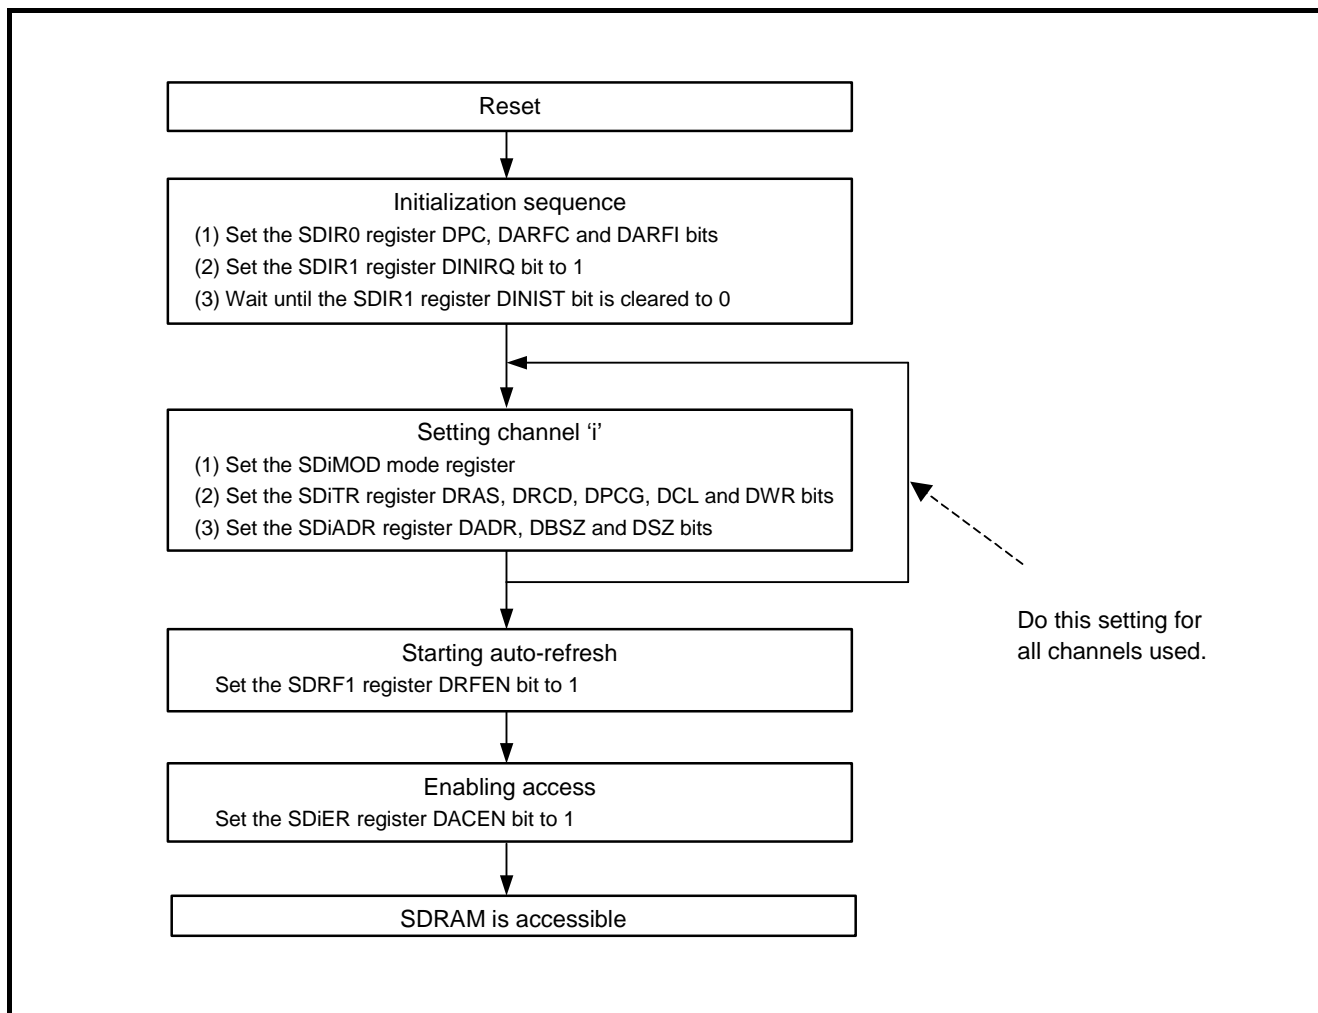 Reset
Initialization sequence
(1) Set the SDIR0 register DPC, DARFC and DARFI bits
(2) Set the SDIR1 register DINIRQ bit to 1
(3) Wait until the SDIR1 register DINIST bit is cleared to 0
Setting channel ‘i’
(1) Set the SDiMOD mode register
(2) Set the SDiTR register DRAS, DRCD, DPCG, DCL and DWR bits
(3) Set the SDiADR register DADR, DBSZ and DSZ bits
Do this setting for
all channels used.
Starting auto-refresh
Set the SDRF1 register DRFEN bit to 1
Enabling access
Set the SDiER register DACEN bit to 1
SDRAM is accessible